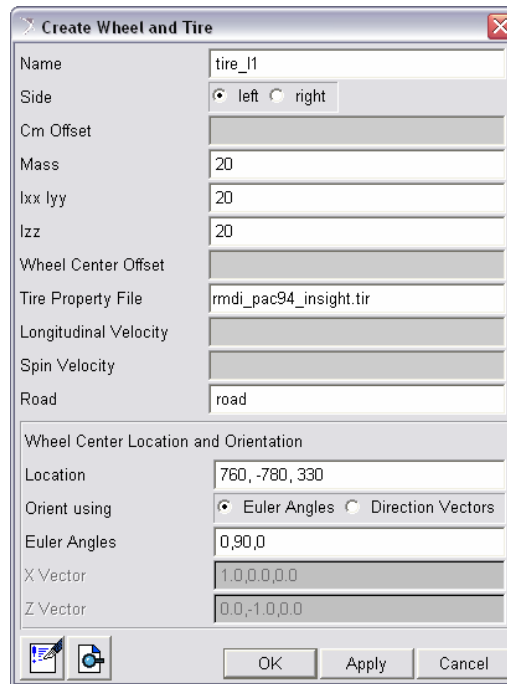 Create Wheel and Tire
Name tire_l1
Side left right
Cm Offset
Mass 20
Ixx Iyy 20
Izz 20
Wheel Center Offset
Tire Property File rmdi_pac94_insight.tir
Longitudinal Velocity
Spin Velocity
Road road
Wheel Center Location and Orientation
Location 760, -780, 330
Orient using Euler Angles Direction Vectors
Euler Angles 0,90,0
X Vector 1.0,0.0,0.0
Z Vector 0.0,-1.0,0.0
OK Apply Cancel